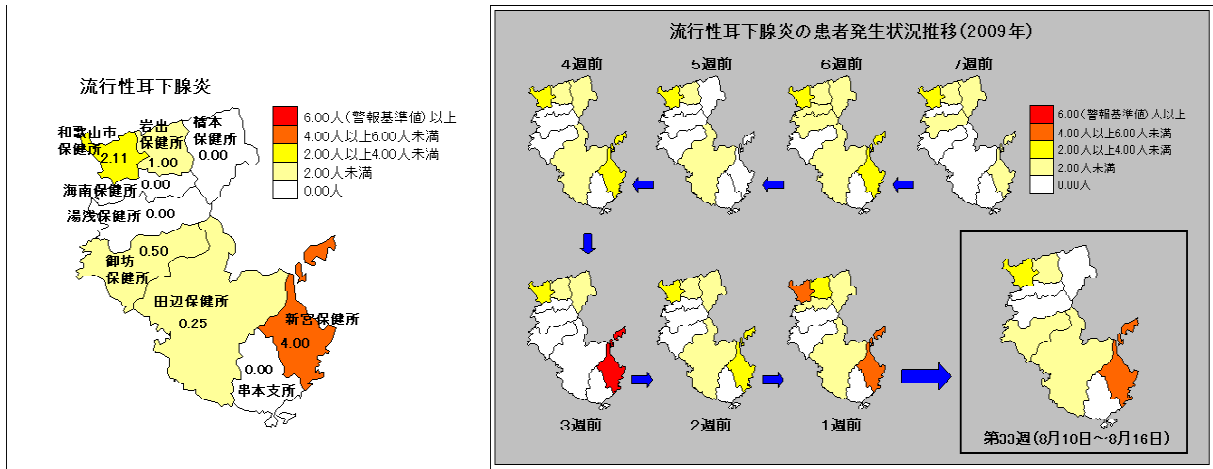 流行性耳下腺炎
和歌山市
保健所
2.11
岩出
保健所
1.00
橋本
保健所
0.00
0.00
海南保健所
0.00
湯浅保健所
0.50
御坊
保健所
田辺保健所
0.25
新宮保健所
4.00
0.00
串本支所
6.00人(警報基準値)以上
4.00人以上6.00人未満
2.00人以上4.00人未満
2.00人未満
0.00人
流行性耳下腺炎の患者発生状況推移(2009年)
4週前
5週前
6週前
7週前
6.00(警報基準値)人以上
4.00人以上6.00人未満
2.00人以上4.00人未満
2.00人未満
0.00人
3週前
2週前
1週前
第33週(8月10日~8月16日)